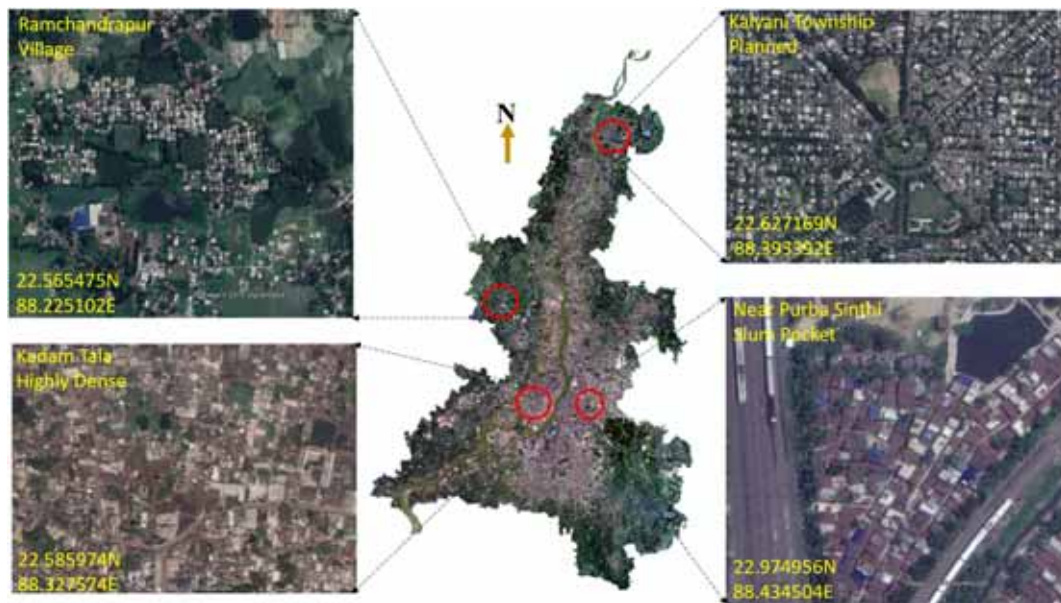 Ramchandrapur
Village
22.565475N
88.225102E
N
Kalyani Township
Planned
22.627169N
88.393392E
Kadam Tala
Highly Dense
22.585974N
88.327574E
Near Purba Sinthi
Slum Pocket
22.974956N
88.434504E